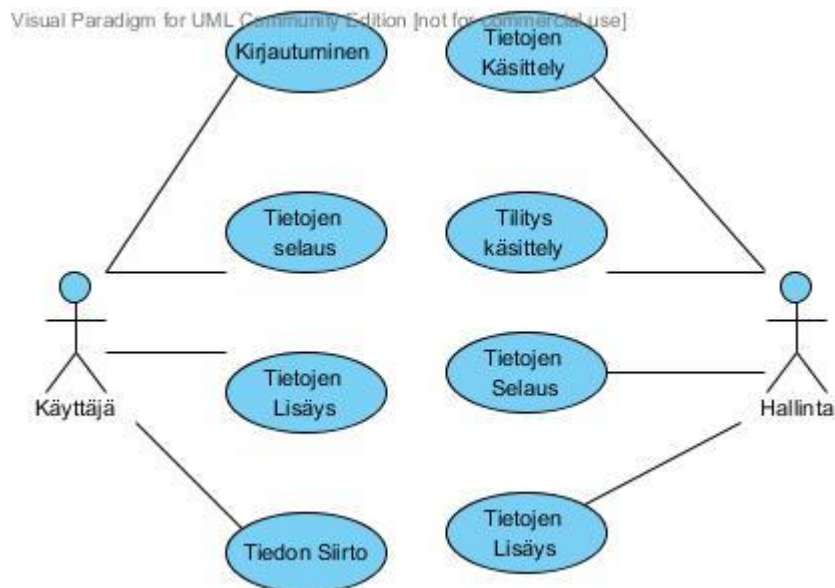 Visual Paradigm for UML Community Edition [not for commercial use]
Kirjautuminen
Tietojen
Käsittely
Tietojen
selaus
Tilitys
käsittely
Käyttäjä
Tietojen
Lisäys
Tietojen
Selaus
Hallinta
Tiedon Siirto
Tietojen
Lisäys